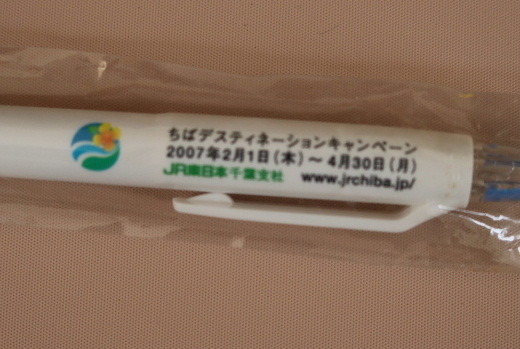 ちばデスティネーションキャンペーン
2007年2月1日(木)～4月30日(月)
JR東日本千葉支社 www.jrchiba.jp/